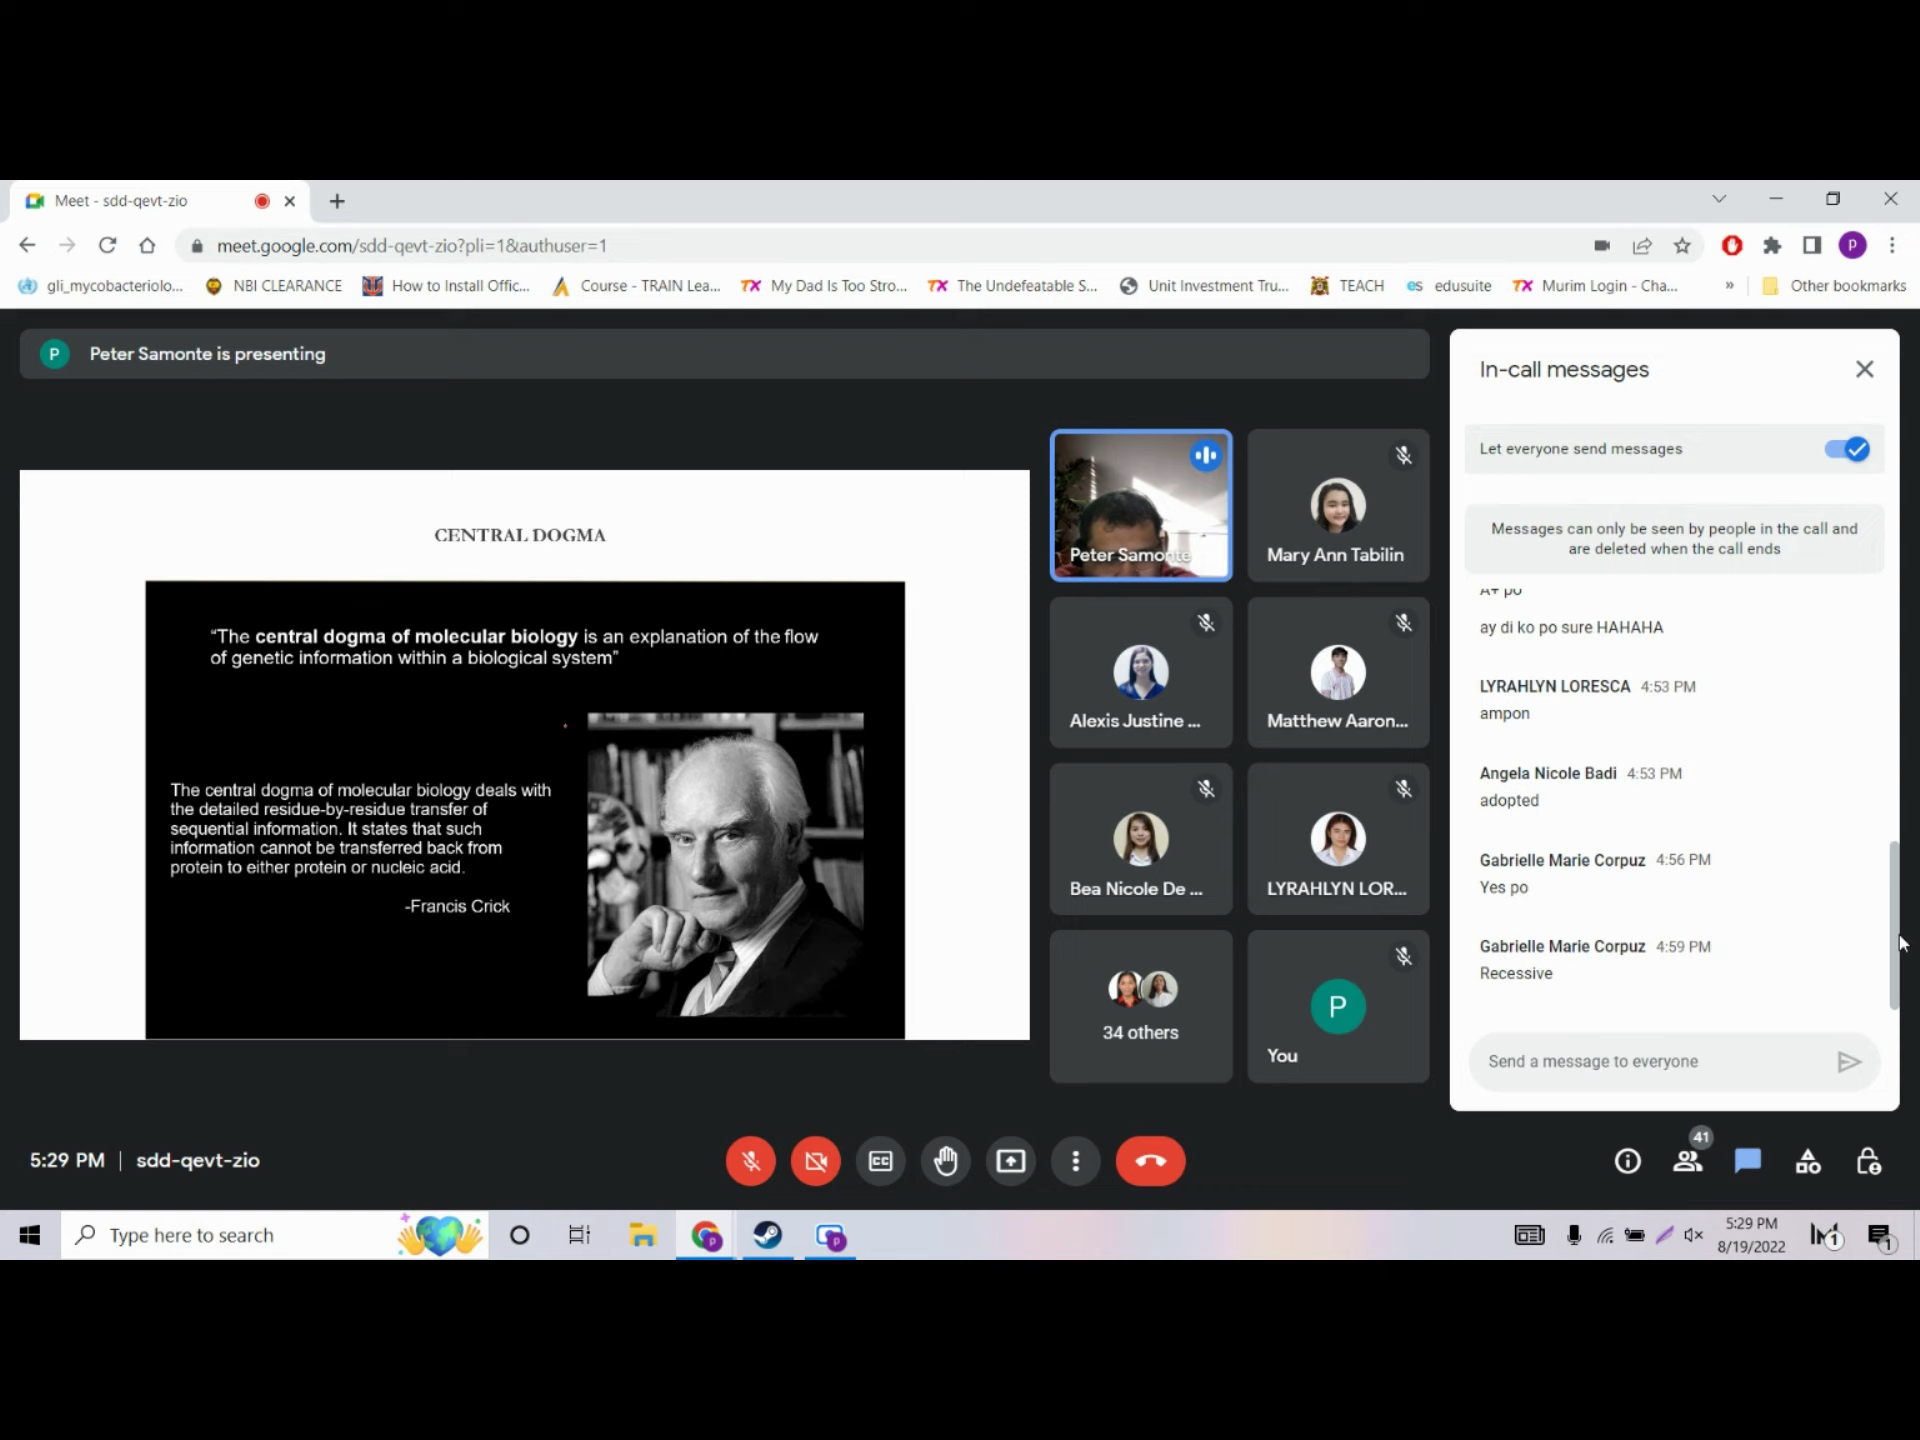 Meet - sdd-qevt-zio
meet.google.com/sdd-qevt-zio?pli=1&authuser=1
P
gli_mycobacteriolo...
NBI CLEARANCE
How to Install Offic...
Course - TRAIN Lea...
TX My Dad Is Too Stro...
TX The Undefeatable S...
Unit Investment Tru...
TEACH
es edusuite
TX Murim Login - Cha...
»
Other bookmarks
P Peter Samonte is presenting
CENTRAL DOGMA
"The central dogma of molecular biology is an explanation of the flow
of genetic information within a biological system"
The central dogma of molecular biology deals with
the detailed residue-by-residue transfer of
sequential information. It states that such
information cannot be transferred back from
protein to either protein or nucleic acid.
-Francis Crick
Peter Samonte
Mary Ann Tabilin
Alexis Justine ...
Matthew Aaron...
Bea Nicole De ...
LYRAHLYN LOR...
34 others
P
You
In-call messages
Let everyone send messages
Messages can only be seen by people in the call and
are deleted when the call ends
A+ po
ay di ko po sure HAHAHA
LYRAHLYN LORESCA 4:53 PM
ampon
Angela Nicole Badi 4:53 PM
adopted
Gabrielle Marie Corpuz 4:56 PM
Yes po
Gabrielle Marie Corpuz 4:59 PM
Recessive
Send a message to everyone
5:29 PM | sdd-qevt-zio
CC
41
Type here to search
5:29 PM
8/19/2022
1
1